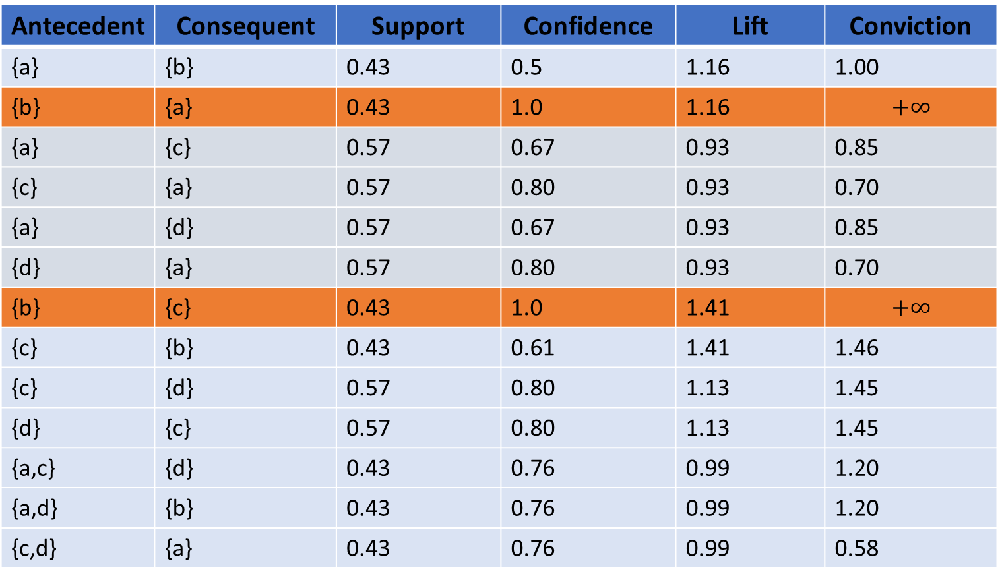 Antecedent Consequent Support Confidence Lift Conviction
{a} {b} 0.43 0.5 1.16 1.00
{b} {a} 0.43 1.0 1.16 +∞
{a} {c} 0.57 0.67 0.93 0.85
{c} {a} 0.57 0.80 0.93 0.70
{a} {d} 0.57 0.67 0.93 0.85
{d} {a} 0.57 0.80 0.93 0.70
{b} {c} 0.43 1.0 1.41 +∞
{c} {b} 0.43 0.61 1.41 1.46
{c} {d} 0.57 0.80 1.13 1.45
{d} {c} 0.57 0.80 1.13 1.45
{a,c} {d} 0.43 0.76 0.99 1.20
{a,d} {b} 0.43 0.76 0.99 1.20
{c,d} {a} 0.43 0.76 0.99 0.58